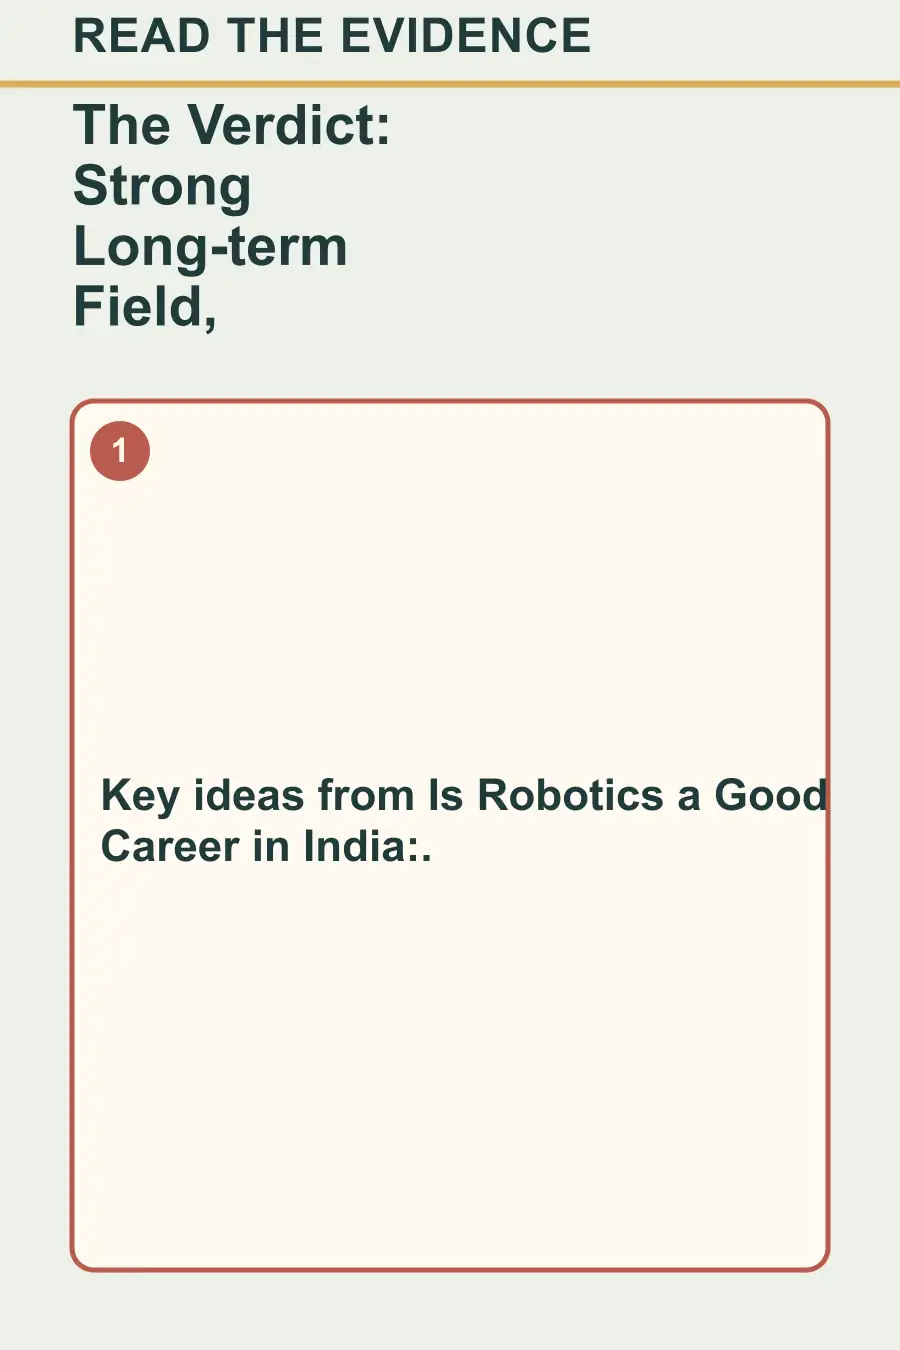 READ THE EVIDENCE
The Verdict:
Strong
Long-term
Field,
1
Key ideas from Is Robotics a Good
Career in India:.